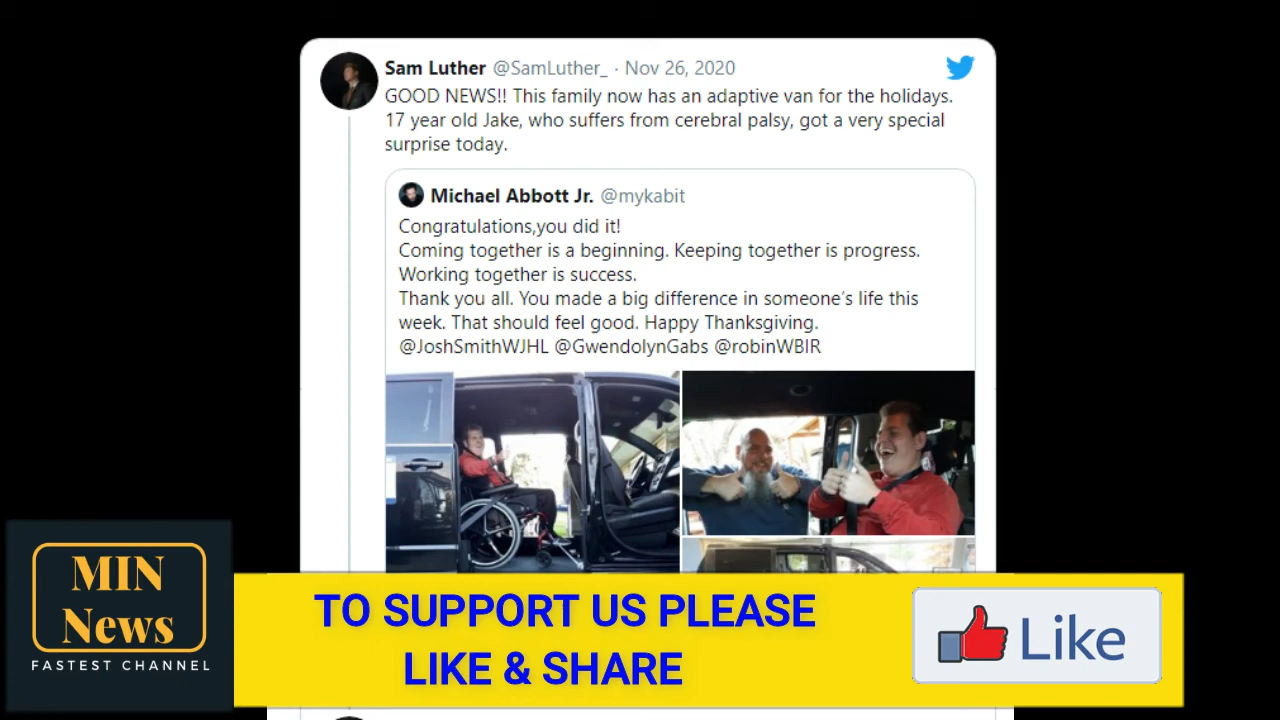 Sam Luther @SamLuther_ · Nov 26, 2020
GOOD NEWS!! This family now has an adaptive van for the holidays.
17 year old Jake, who suffers from cerebral palsy, got a very special
surprise today.
Michael Abbott Jr. @mykabit
Congratulations,you did it!
Coming together is a beginning. Keeping together is progress.
Working together is success.
Thank you all. You made a big difference in someone's life this
week. That should feel good. Happy Thanksgiving.
@JoshSmithWJHL @GwendolynGabs @robinWBIR
MIN
News
FASTEST CHANNEL
TO SUPPORT US PLEASE
LIKE & SHARE
Like